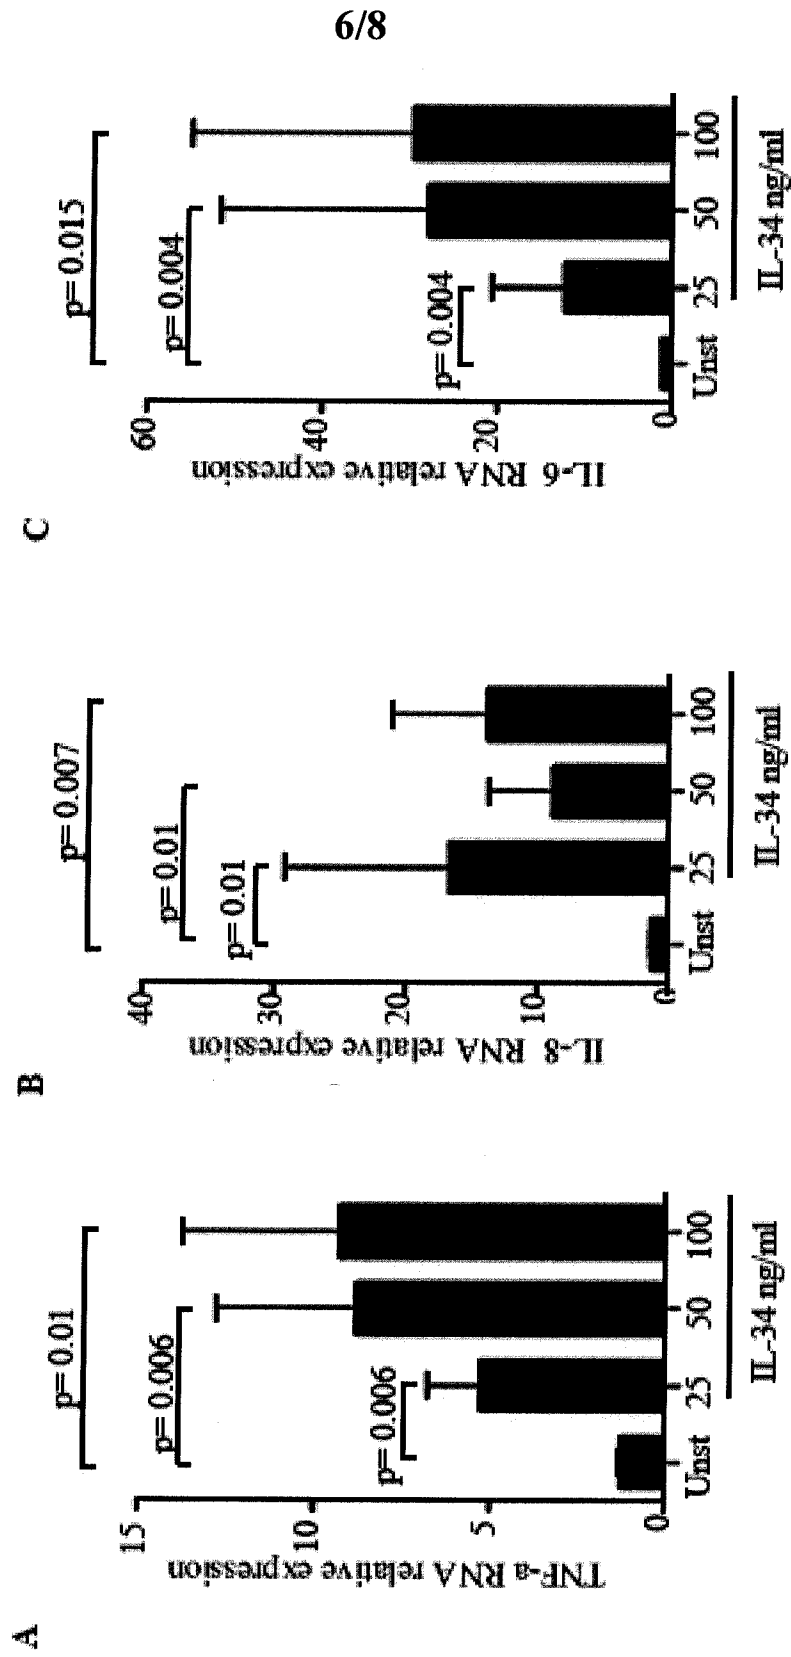 6/8
A
TNF-a RNA relative expression
15
10
5
0
p= 0.01
p= 0.006
p= 0.006
Unst 25 50 100
IL-34 ng/ml
B
IL-8 RNA relative expression
40
30
20
10
0
p= 0.007
p= 0.01
p= 0.01
Unst 25 50 100
IL-34 ng/ml
C
IL-6 RNA relative expression
60
40
20
0
p= 0.015
p= 0.004
p= 0.004
Unst 25 50 100
IL-34 ng/ml